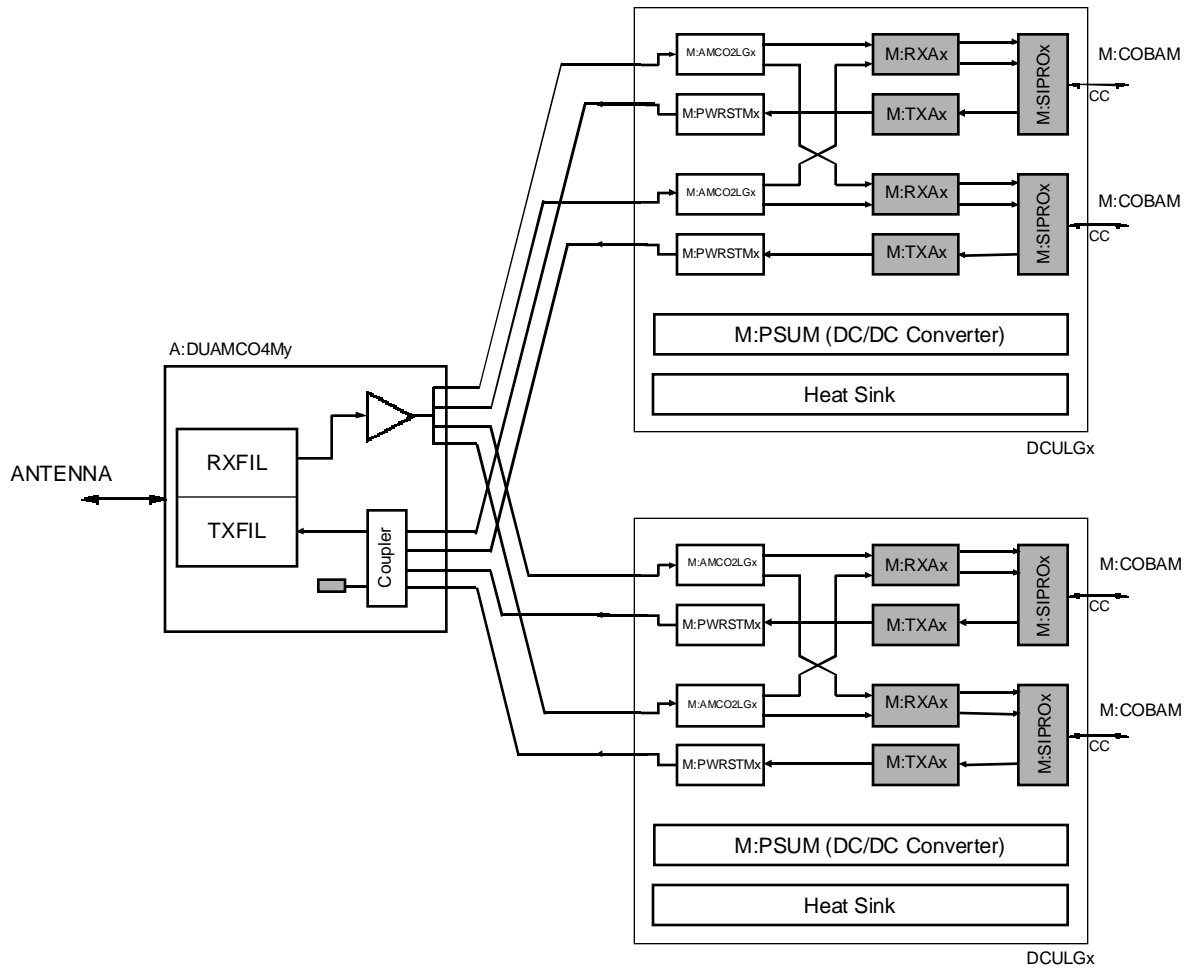 M:AMCO2LGx
M:RXAx
M:SIPROx
M:COBAM
CC
M:PWRSTMx
M:TXAx
M:AMCO2LGx
M:RXAx
M:SIPROx
M:COBAM
CC
M:PWRSTMx
M:TXAx
M:PSUM (DC/DC Converter)
Heat Sink
DCULGx
A:DUAMCO4My
ANTENNA
RXFIL
TXFIL
Coupler
M:AMCO2LGx
M:RXAx
M:SIPROx
M:COBAM
CC
M:PWRSTMx
M:TXAx
M:AMCO2LGx
M:RXAx
M:SIPROx
M:COBAM
CC
M:PWRSTMx
M:TXAx
M:PSUM (DC/DC Converter)
Heat Sink
DCULGx